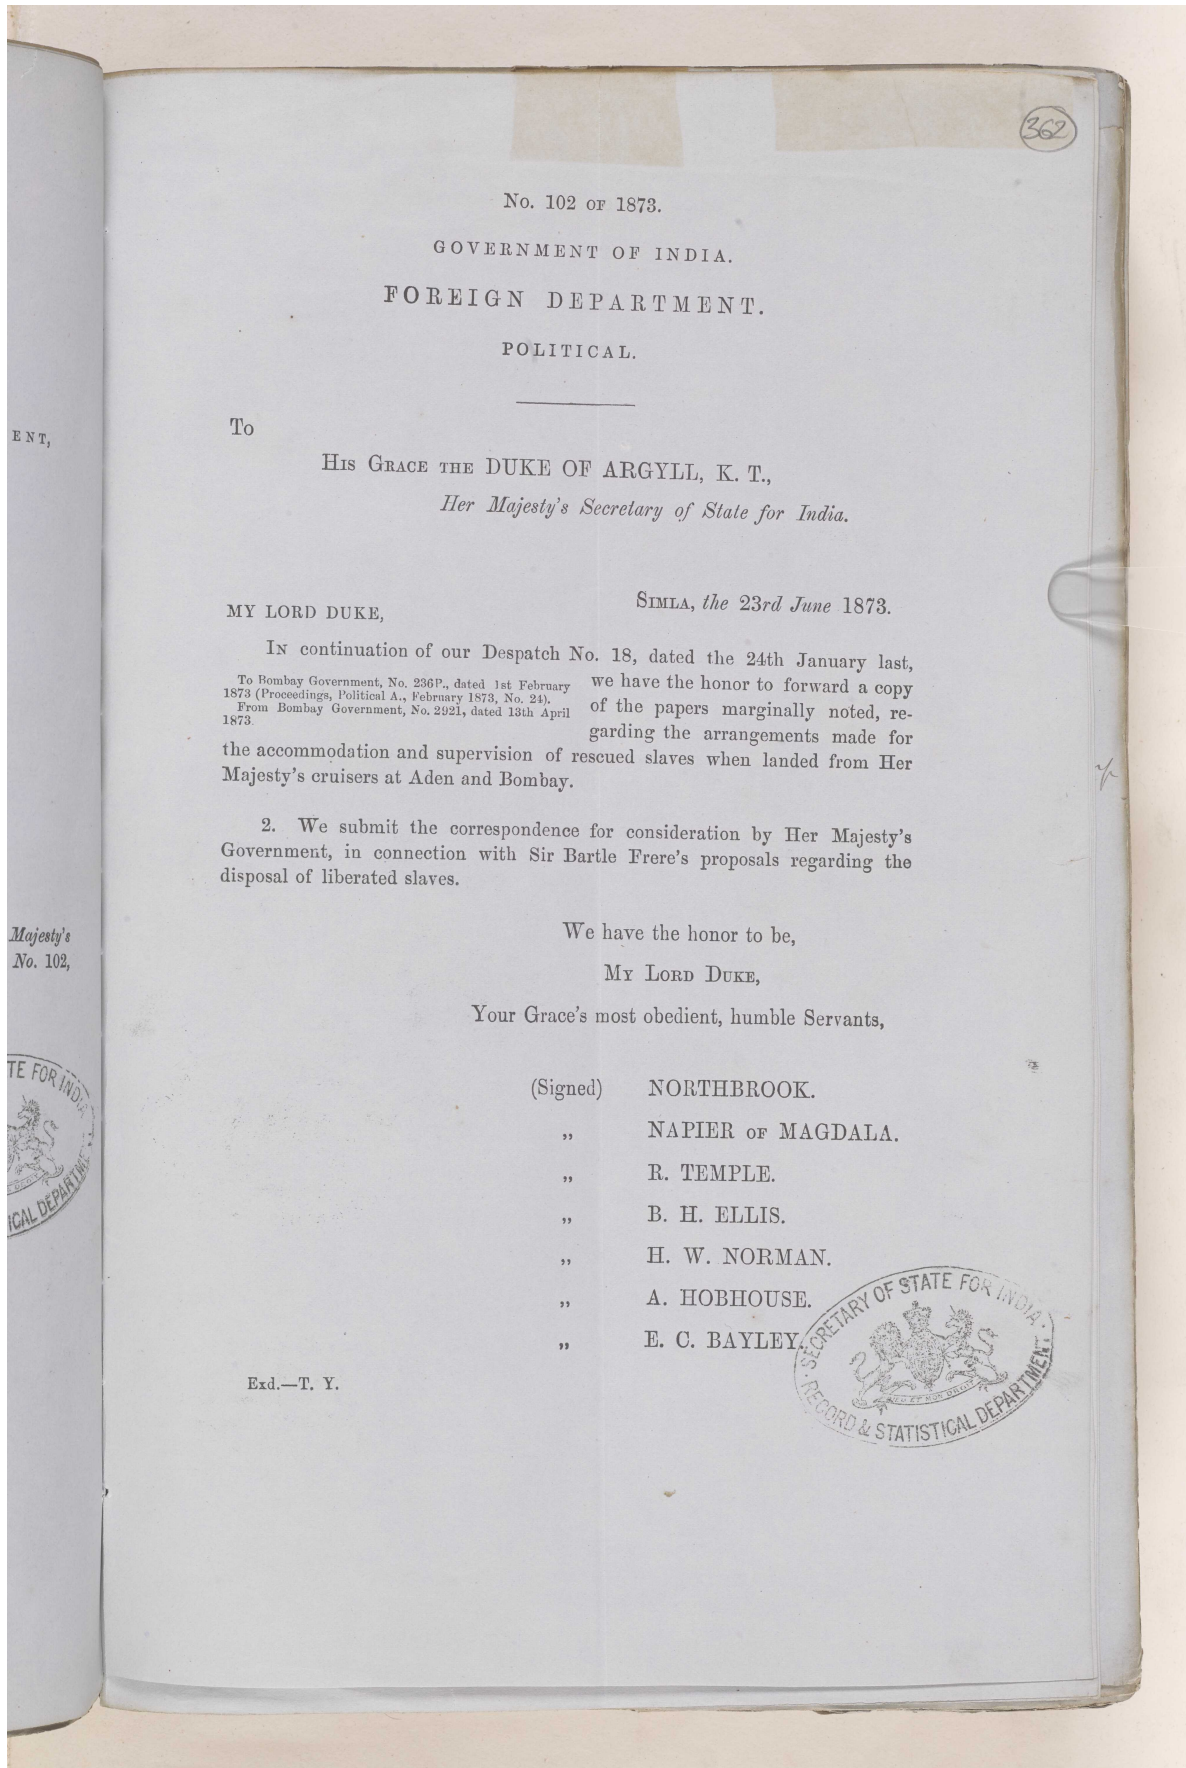 362
No. 102 OF 1873.
GOVERNMENT OF INDIA.
FOREIGN DEPARTMENT.
POLITICAL.
To
HIS GRACE THE DUKE OF ARGYLL, K. T.,
Her Majesty's Secretary of State for India.
SIMLA, the 23rd June 1873.
MY LORD DUKE,
IN continuation of our Despatch No. 18, dated the 24th January last,
To Bombay Government, No. 236P., dated 1st February
1873 (Proceedings, Political A., February 1873, No. 24).
From Bombay Government, No. 2921, dated 13th April
1873.
we have the honor to forward a copy
of the papers marginally noted, re-
garding the arrangements made for
the accommodation and supervision of rescued slaves when landed from Her
Majesty's cruisers at Aden and Bombay.
2. We submit the correspondence for consideration by Her Majesty's
Government, in connection with Sir Bartle Frere's proposals regarding the
disposal of liberated slaves.
We have the honor to be,
MY LORD DUKE,
Your Grace's most obedient, humble Servants,
(Signed) NORTHBROOK.
„ NAPIER OF MAGDALA.
„ R. TEMPLE.
„ B. H. ELLIS.
„ H. W. NORMAN.
„ A. HOBHOUSE.
„ E. C. BAYLEY.
Exd.—T. Y.
SECRETARY OF STATE FOR INDIA
RECORD & STATISTICAL DEPARTMENT
ENT,
Majesty's
No. 102,
TE FOR INDIA
ICAL DEPARTME